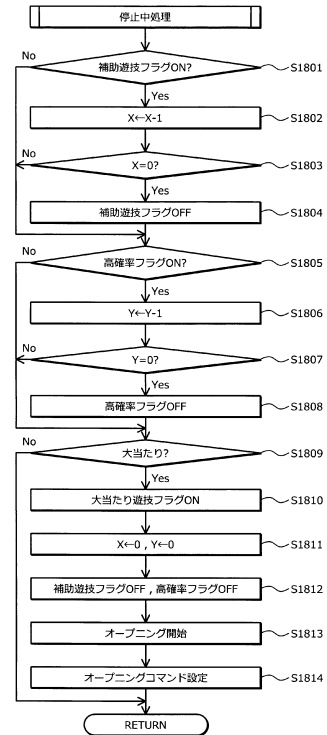 停止中処理
補助遊技フラグON?
No
S1801
Yes
X←X-1
S1802
X=0?
No
S1803
Yes
補助遊技フラグOFF
S1804
高確率フラグON?
No
S1805
Yes
Y←Y-1
S1806
Y=0?
No
S1807
Yes
高確率フラグOFF
S1808
大当たり?
No
S1809
Yes
大当たり遊技フラグON
S1810
X←0 , Y←0
S1811
補助遊技フラグOFF , 高確率フラグOFF
S1812
オープニング開始
S1813
オープニングコマンド設定
S1814
RETURN